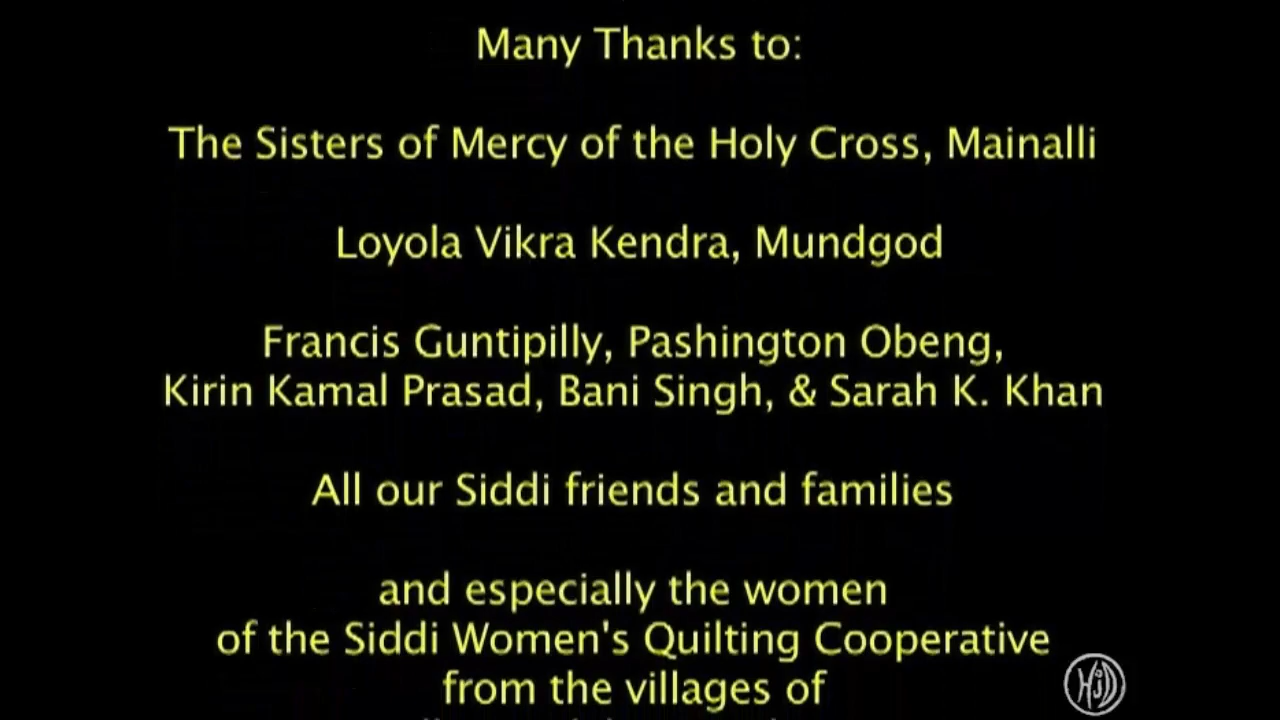 Many Thanks to:
The Sisters of Mercy of the Holy Cross, Mainalli
Loyola Vikra Kendra, Mundgod
Francis Guntipilly, Pashington Obeng,
Kirin Kamal Prasad, Bani Singh, & Sarah K. Khan
All our Siddi friends and families
and especially the women
of the Siddi Women's Quilting Cooperative
from the villages of